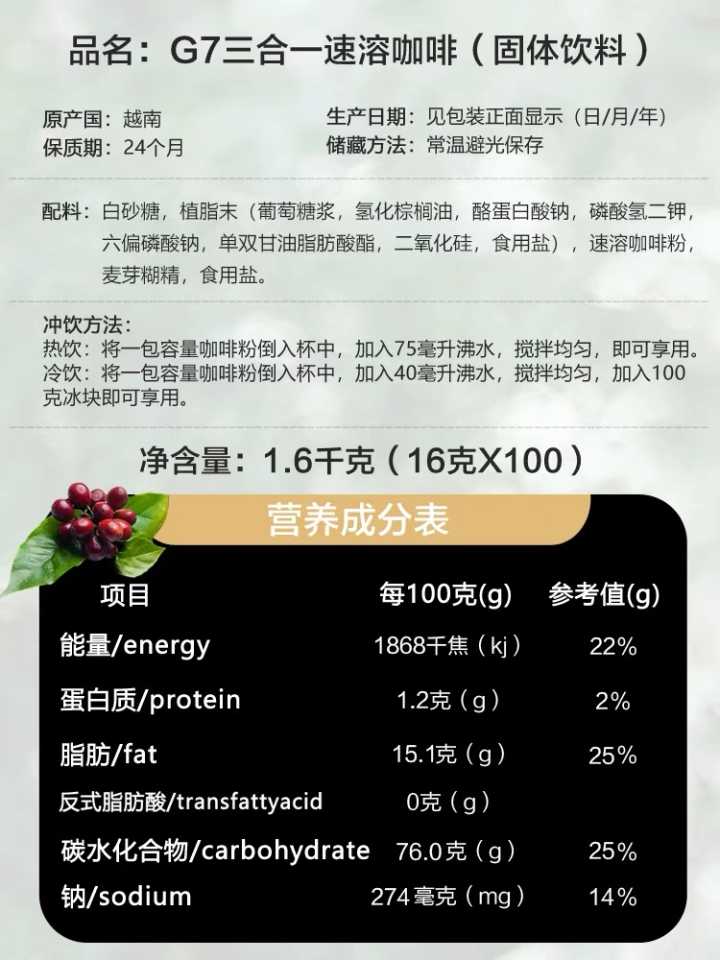 品名：G7三合一速溶咖啡（固体饮料）
原产国：越南
生产日期：见包装正面显示（日/月/年）
保质期：24个月
储藏方法：常温避光保存
配料：白砂糖，植脂末（葡萄糖浆，氢化棕榈油，酪蛋白酸钠，磷酸氢二钾，
六偏磷酸钠，单双甘油脂肪酸酯，二氧化硅，食用盐），速溶咖啡粉，
麦芽糊精，食用盐。
冲饮方法：
热饮：将一包容量咖啡粉倒入杯中，加入75毫升沸水，搅拌均匀，即可享用。
冷饮：将一包容量咖啡粉倒入杯中，加入40毫升沸水，搅拌均匀，加入100
克冰块即可享用。
净含量：1.6千克（16克X100）
营养成分表
项目 每100克(g) 参考值(g)
能量/energy 1868千焦（kj） 22%
蛋白质/protein 1.2克（g） 2%
脂肪/fat 15.1克（g） 25%
反式脂肪酸/transfattyacid 0克（g）
碳水化合物/carbohydrate 76.0克（g） 25%
钠/sodium 274毫克（mg） 14%